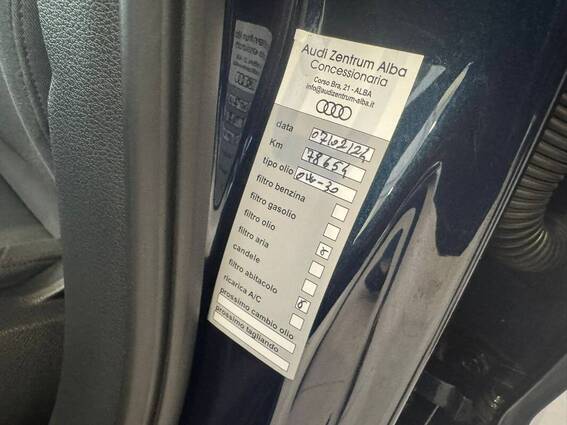 Audi Zentrum Alba
Concessionaria
Corso Bra, 21 - ALBA
info@audizentrum-alba.it
data 07/02/24
Km 78654
tipo olio 0W-30
filtro benzina
filtro gasolio
filtro olio
filtro aria
candele
filtro abitacolo
ricarica A/C
prossimo cambio olio
prossimo tagliando